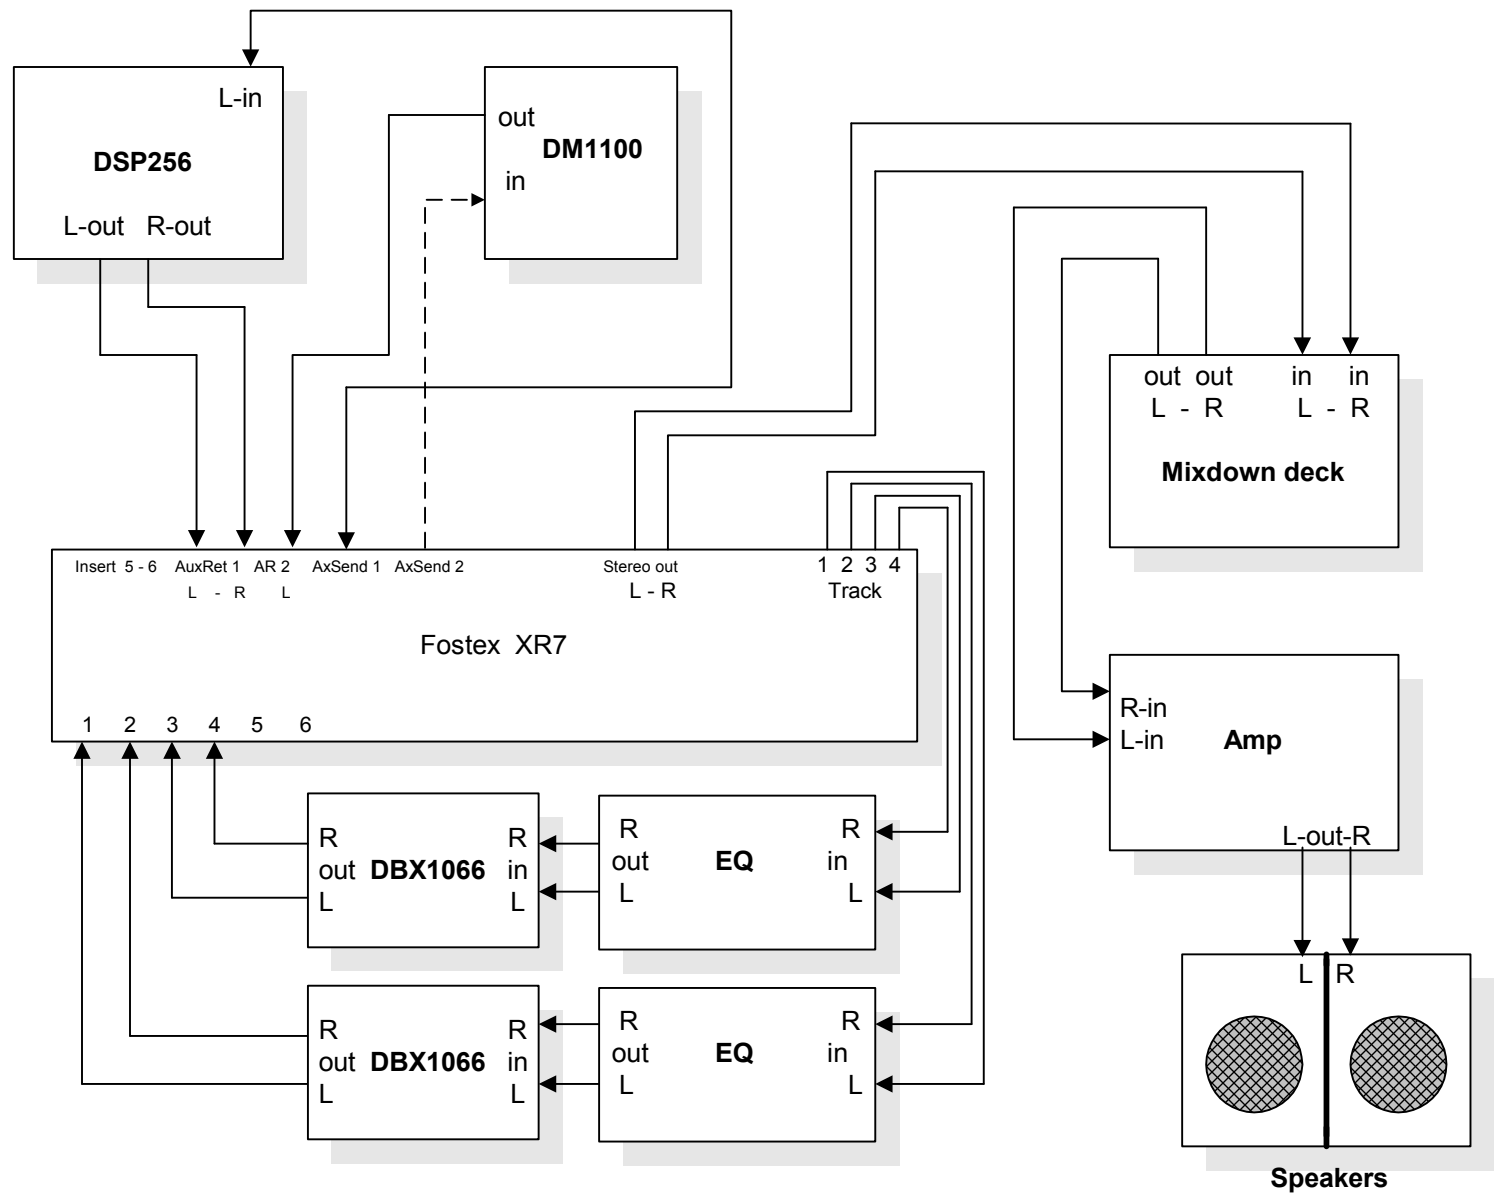 L-in
DSP256
L-out R-out
out
DM1100
in
out out in in
L - R L - R
Mixdown deck
Insert 5 - 6 AuxRet 1 AR 2 AxSend 1 AxSend 2 Stereo out 1 2 3 4
L - R L L - R Track
Fostex XR7
1 2 3 4 5 6
R-in
L-in Amp
L-out-R
R R R R
out DBX1066 in out EQ in
L L L L
L R
R R R R
out DBX1066 in out EQ in
L L L L
Speakers